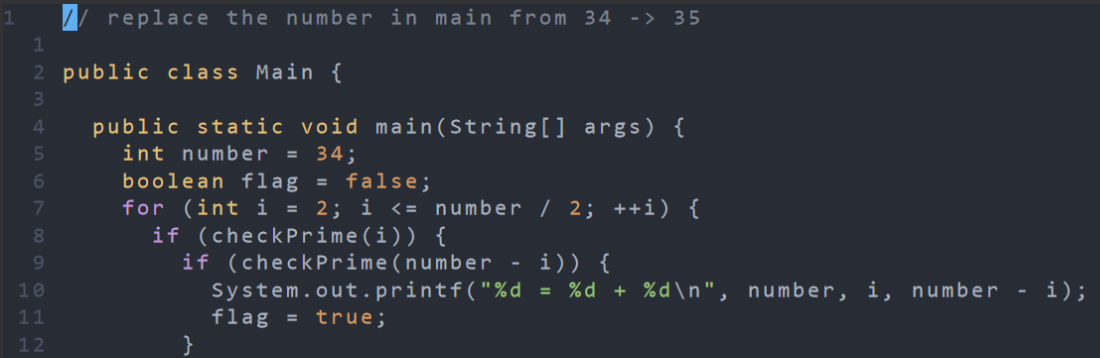 1 // replace the number in main from 34 -> 35
1
2 public class Main {
3
4 public static void main(String[] args) {
5 int number = 34;
6 boolean flag = false;
7 for (int i = 2; i <= number / 2; ++i) {
8 if (checkPrime(i)) {
9 if (checkPrime(number - i)) {
10 System.out.printf("%d = %d + %d\n", number, i, number - i);
11 flag = true;
12 }